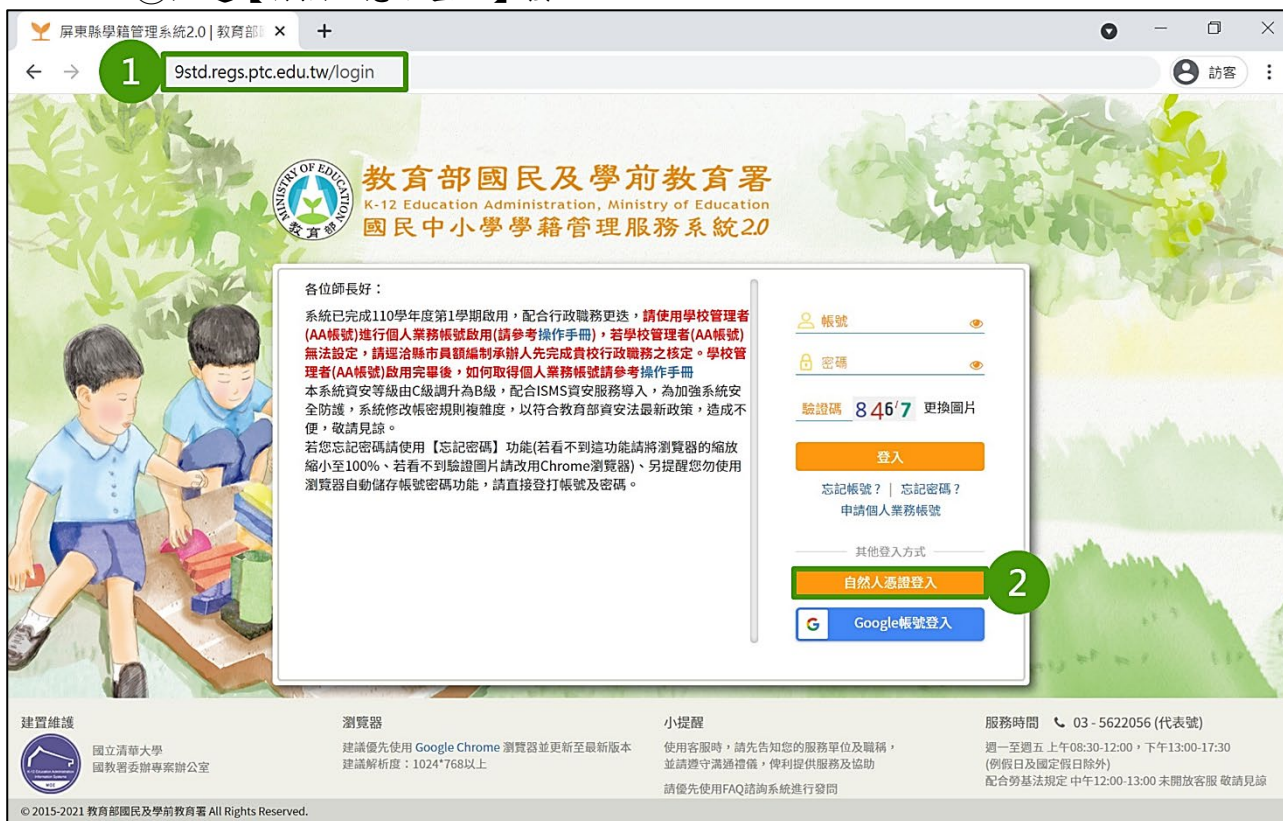 屏東縣學籍管理系統2.0 | 教育部
9std.regs.ptc.edu.tw/login
訪客
1
MINISTRY OF EDUCATION
教育部
教育部國民及學前教育署
K-12 Education Administration, Ministry of Education
國民中小學學籍管理服務系統2.0
各位師長好：
系統已完成110學年度第1學期啟用，配合行政職務更迭，請使用學校管理者
(AA帳號)進行個人業務帳號啟用(請參考操作手冊)，若學校管理者(AA帳號)
無法設定，請逕洽縣市員額編制承辦人先完成貴校行政職務之核定。學校管
理者(AA帳號)啟用完畢後，如何取得個人業務帳號請參考操作手冊
本系統資安等級由C級調升為B級，配合ISMS資安服務導入，為加強系統安
全防護，系統修改帳密規則複雜度，以符合教育部資安法最新政策，造成不
便，敬請見諒。
若您忘記密碼請使用【忘記密碼】功能(若看不到這功能請將瀏覽器的縮放
縮小至100%、若看不到驗證圖片請改用Chrome瀏覽器)、另提醒您勿使用
瀏覽器自動儲存帳號密碼功能，請直接登打帳號及密碼。
帳號
密碼
驗證碼 8467 更換圖片
登入
忘記帳號？ | 忘記密碼？
申請個人業務帳號
其他登入方式
自然人憑證登入
2
G Google帳號登入
建置維護
國立清華大學
國教署委辦專案辦公室
瀏覽器
建議優先使用 Google Chrome 瀏覽器並更新至最新版本
建議解析度：1024*768以上
小提醒
使用客服時，請先告知您的服務單位及職稱，
並請遵守溝通禮儀，俾利提供服務及協助
請優先使用FAQ諮詢系統進行發問
服務時間 03 - 5622056 (代表號)
週一至週五 上午08:30-12:00，下午13:00-17:30
(例假日及國定假日除外)
配合勞基法規定 中午12:00-13:00 未開放客服 敬請見諒
© 2015-2021 教育部國民及學前教育署 All Rights Reserved.